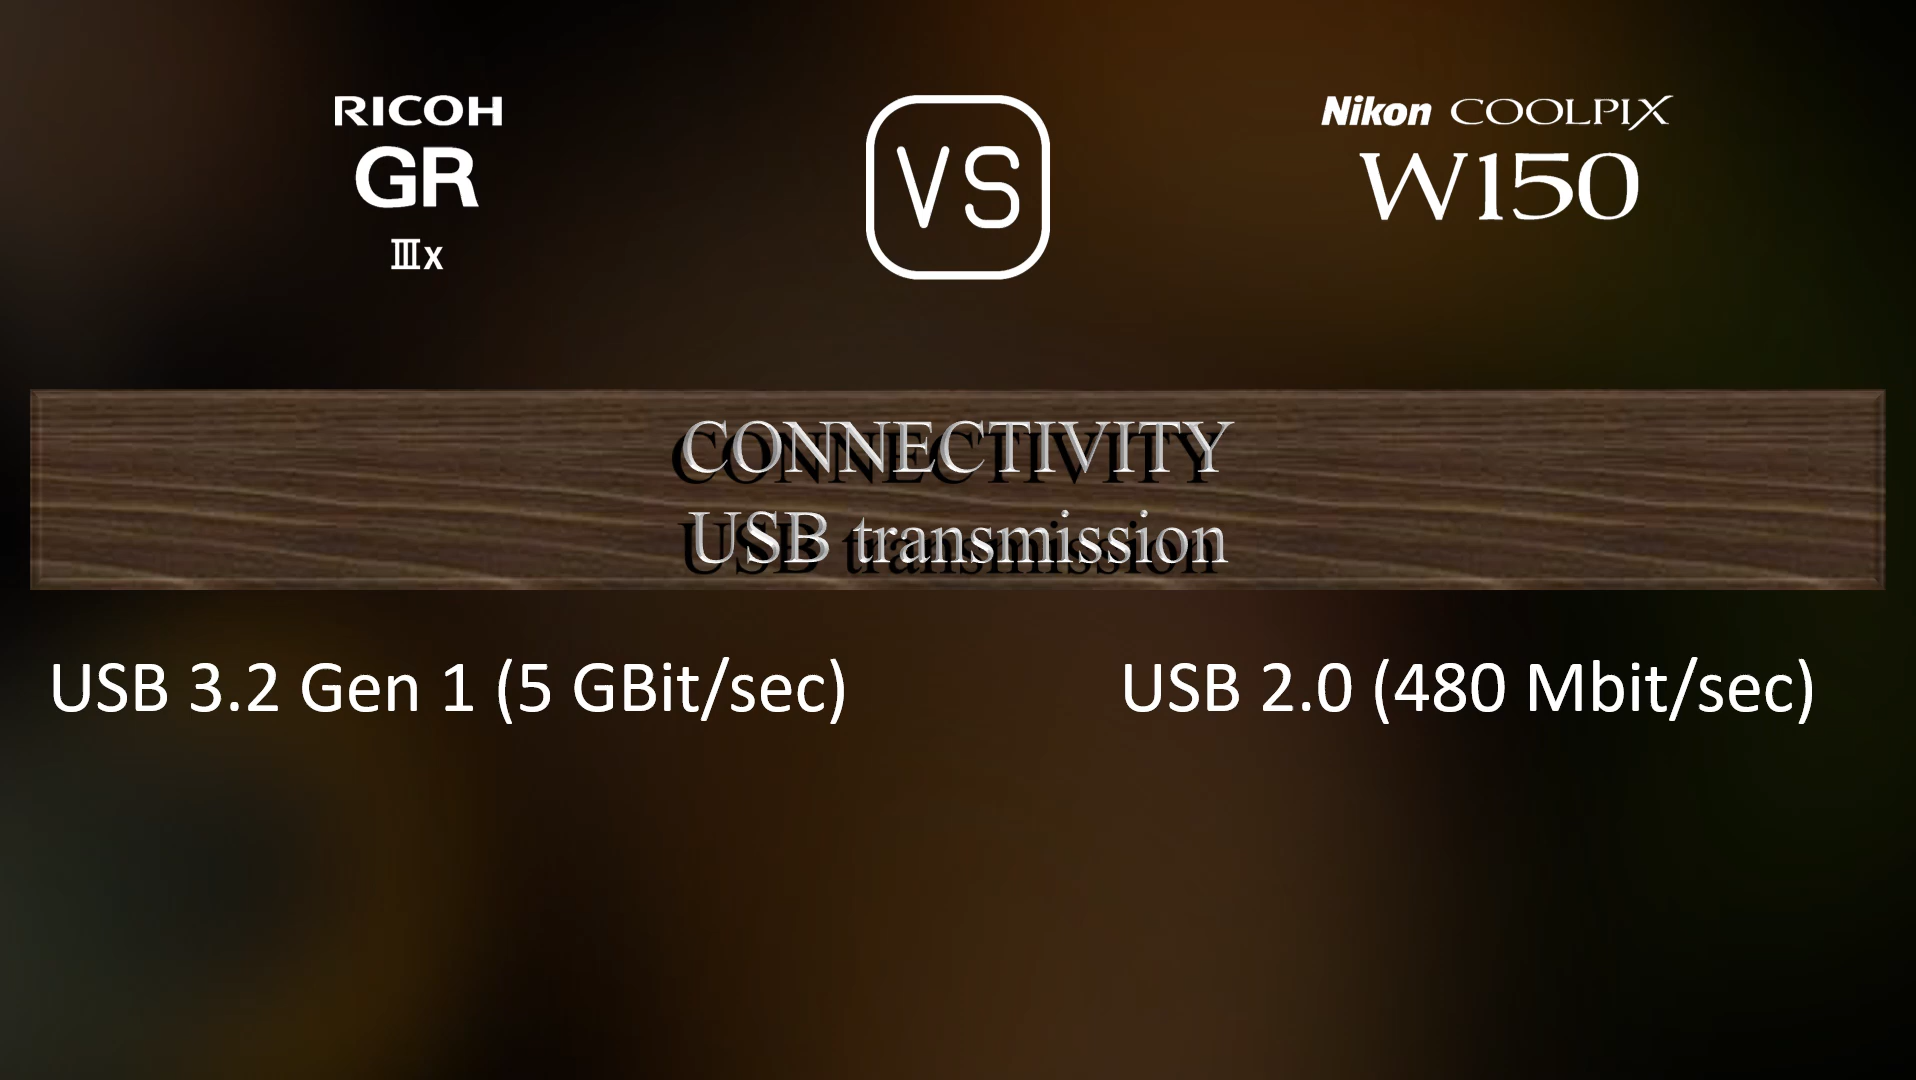 RICOH
GR
IIIx
VS
Nikon COOLPIX
W150
CONNECTIVITY
USB transmission
USB 3.2 Gen 1 (5 GBit/sec)
USB 2.0 (480 Mbit/sec)